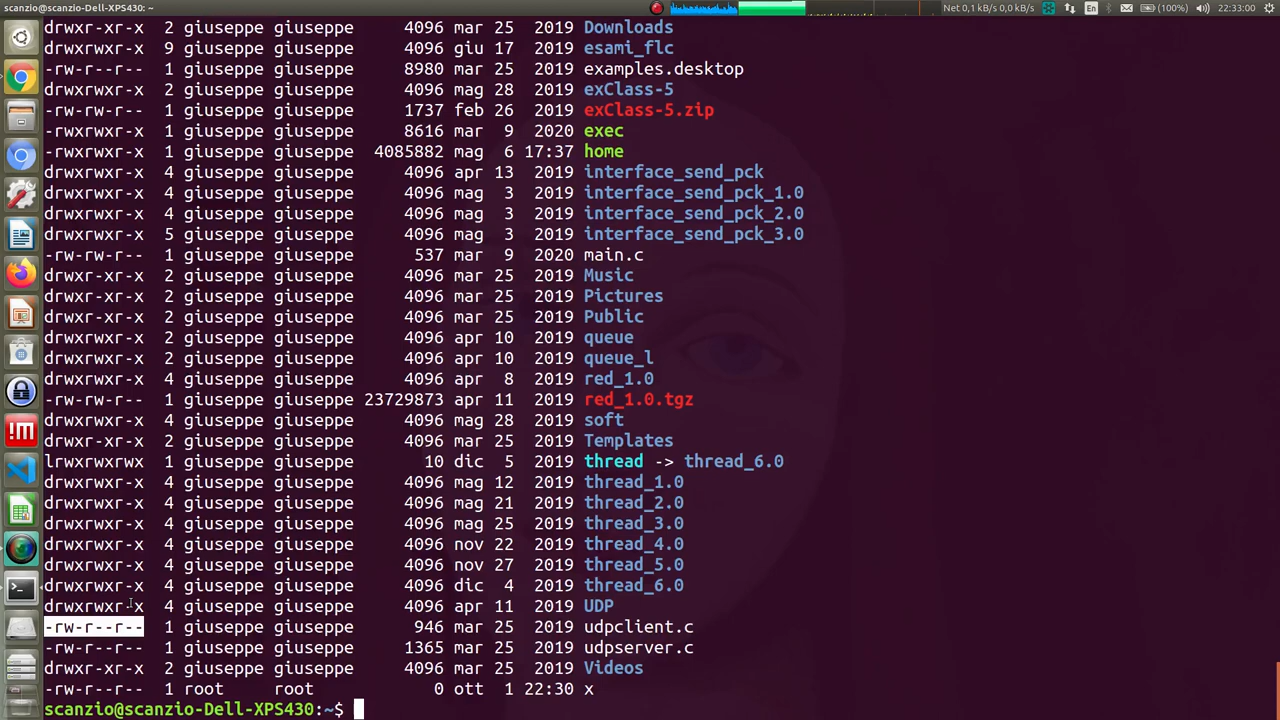 scanzio@scanzio-Dell-XPS430: ~ Net 0,1 kB/s 0,0 kB/s En (100%) 22:33:00
drwxr-xr-x 2 giuseppe giuseppe 4096 mar 25 2019 Downloads
drwxrwxr-x 9 giuseppe giuseppe 4096 giu 17 2019 esami_flc
-rw-r--r-- 1 giuseppe giuseppe 8980 mar 25 2019 examples.desktop
drwxrwxr-x 2 giuseppe giuseppe 4096 mag 28 2019 exClass-5
-rw-rw-r-- 1 giuseppe giuseppe 1737 feb 26 2019 exClass-5.zip
-rwxrwxr-x 1 giuseppe giuseppe 8616 mar 9 2020 exec
-rwxrwxr-x 1 giuseppe giuseppe 4085882 mag 6 17:37 home
drwxrwxr-x 4 giuseppe giuseppe 4096 apr 13 2019 interface_send_pck
drwxrwxr-x 4 giuseppe giuseppe 4096 mag 3 2019 interface_send_pck_1.0
drwxrwxr-x 4 giuseppe giuseppe 4096 mag 3 2019 interface_send_pck_2.0
drwxrwxr-x 5 giuseppe giuseppe 4096 mag 3 2019 interface_send_pck_3.0
-rw-rw-r-- 1 giuseppe giuseppe 537 mar 9 2020 main.c
drwxr-xr-x 2 giuseppe giuseppe 4096 mar 25 2019 Music
drwxr-xr-x 2 giuseppe giuseppe 4096 mar 25 2019 Pictures
drwxr-xr-x 2 giuseppe giuseppe 4096 mar 25 2019 Public
drwxrwxr-x 2 giuseppe giuseppe 4096 apr 10 2019 queue
drwxrwxr-x 2 giuseppe giuseppe 4096 apr 10 2019 queue_l
drwxrwxr-x 4 giuseppe giuseppe 4096 apr 8 2019 red_1.0
-rw-rw-r-- 1 giuseppe giuseppe 23729873 apr 11 2019 red_1.0.tgz
drwxrwxr-x 4 giuseppe giuseppe 4096 mag 28 2019 soft
drwxr-xr-x 2 giuseppe giuseppe 4096 mar 25 2019 Templates
lrwxrwxrwx 1 giuseppe giuseppe 10 dic 5 2019 thread -> thread_6.0
drwxrwxr-x 4 giuseppe giuseppe 4096 mag 12 2019 thread_1.0
drwxrwxr-x 4 giuseppe giuseppe 4096 mag 21 2019 thread_2.0
drwxrwxr-x 4 giuseppe giuseppe 4096 mag 25 2019 thread_3.0
drwxrwxr-x 4 giuseppe giuseppe 4096 nov 22 2019 thread_4.0
drwxrwxr-x 4 giuseppe giuseppe 4096 nov 27 2019 thread_5.0
drwxrwxr-x 4 giuseppe giuseppe 4096 dic 4 2019 thread_6.0
drwxrwxr-x 4 giuseppe giuseppe 4096 apr 11 2019 UDP
-rw-r--r-- 1 giuseppe giuseppe 946 mar 25 2019 udpclient.c
-rw-r--r-- 1 giuseppe giuseppe 1365 mar 25 2019 udpserver.c
drwxr-xr-x 2 giuseppe giuseppe 4096 mar 25 2019 Videos
-rw-r--r-- 1 root root 0 ott 1 22:30 x
scanzio@scanzio-Dell-XPS430:~$